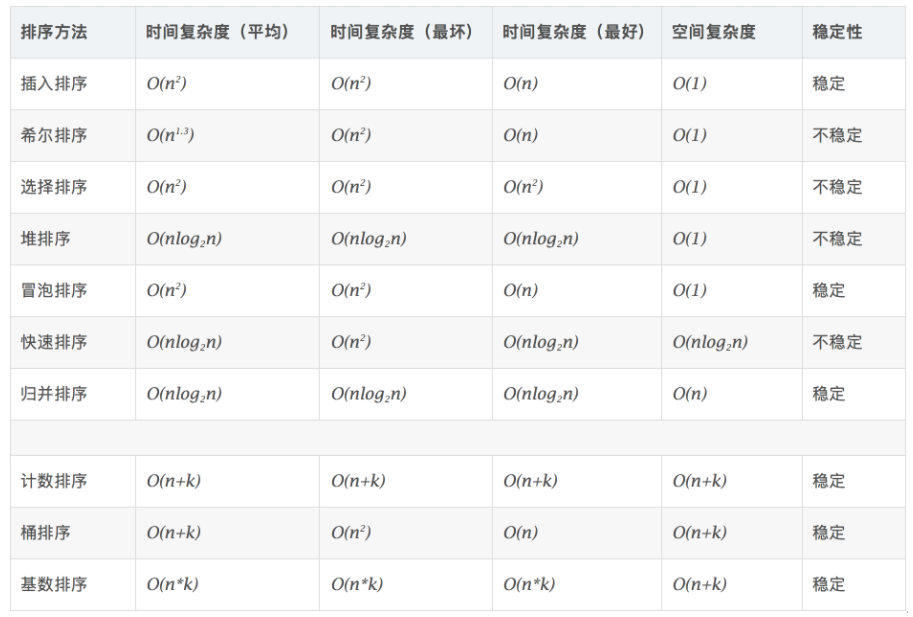 排序方法 时间复杂度（平均） 时间复杂度（最坏） 时间复杂度（最好） 空间复杂度 稳定性
插入排序 O(n²) O(n²) O(n) O(1) 稳定
希尔排序 O(n¹·³) O(n²) O(n) O(1) 不稳定
选择排序 O(n²) O(n²) O(n²) O(1) 不稳定
堆排序 O(nlog₂n) O(nlog₂n) O(nlog₂n) O(1) 不稳定
冒泡排序 O(n²) O(n²) O(n) O(1) 稳定
快速排序 O(nlog₂n) O(n²) O(nlog₂n) O(nlog₂n) 不稳定
归并排序 O(nlog₂n) O(nlog₂n) O(nlog₂n) O(n) 稳定
计数排序 O(n+k) O(n+k) O(n+k) O(n+k) 稳定
桶排序 O(n+k) O(n²) O(n) O(n+k) 稳定
基数排序 O(n*k) O(n*k) O(n*k) O(n+k) 稳定